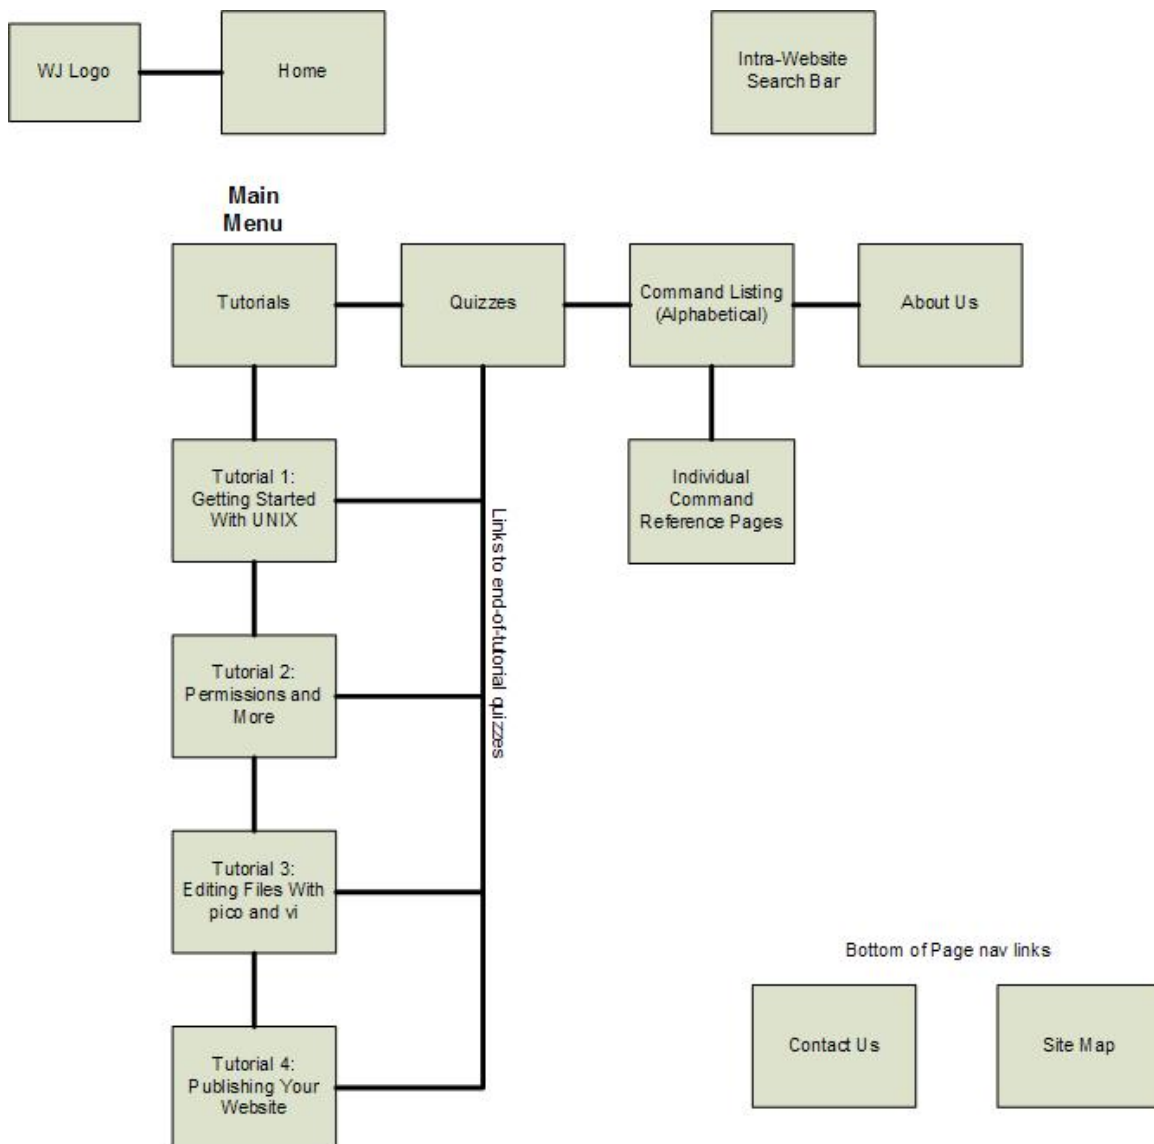 WJ Logo
Home
Intra-Website
Search Bar
Main
Menu
Tutorials
Quizzes
Command Listing
(Alphabetical)
About Us
Tutorial 1:
Getting Started
With UNIX
Individual
Command
Reference Pages
Links to end-of-tutorial quizzes
Tutorial 2:
Permissions and
More
Tutorial 3:
Editing Files With
pico and vi
Bottom of Page nav links
Tutorial 4:
Publishing Your
Website
Contact Us
Site Map